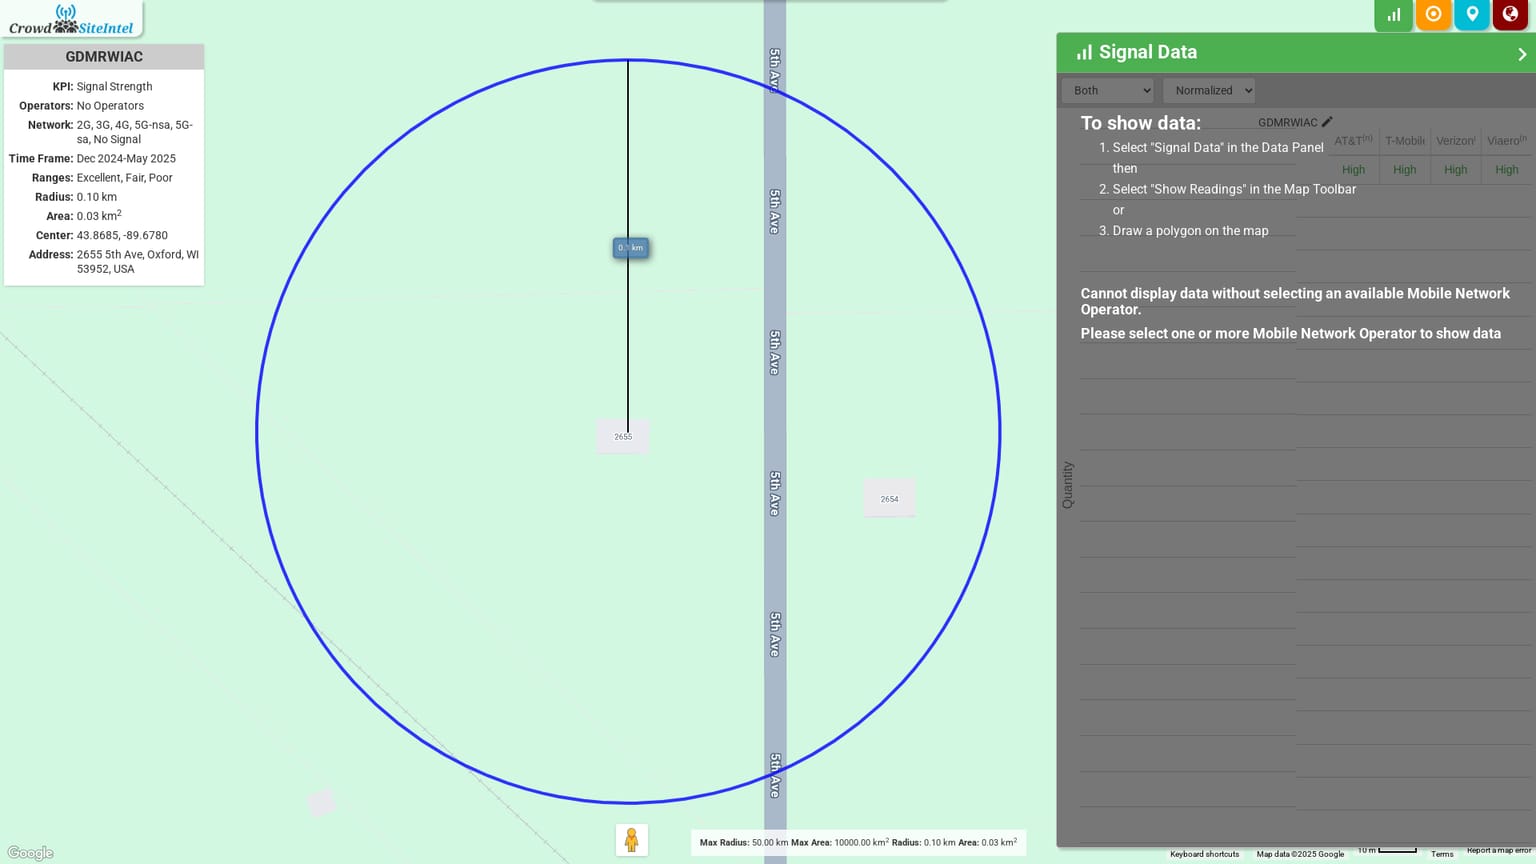 CrowdSiteIntel
GDMRWIAC
KPI: Signal Strength
Operators: No Operators
Network: 2G, 3G, 4G, 5G-nsa, 5G-
sa, No Signal
Time Frame: Dec 2024-May 2025
Ranges: Excellent, Fair, Poor
Radius: 0.10 km
Area: 0.03 km²
Center: 43.8685, -89.6780
Address: 2655 5th Ave, Oxford, WI
53952, USA
5th Ave
5th Ave
5th Ave
5th Ave
5th Ave
5th Ave
0.1 km
2655
2654
Signal Data
Both
Normalized
To show data:
GDMRWIAC
AT&T(n) T-Mobile Verizon Viaero(n
High High High High
1. Select "Signal Data" in the Data Panel
then
2. Select "Show Readings" in the Map Toolbar
or
3. Draw a polygon on the map
Cannot display data without selecting an available Mobile Network
Operator.
Please select one or more Mobile Network Operator to show data
Quantity
Google
Max Radius: 50.00 km Max Area: 10000.00 km² Radius: 0.10 km Area: 0.03 km²
Keyboard shortcuts
Map data ©2025 Google
10 m
Terms
Report a map error